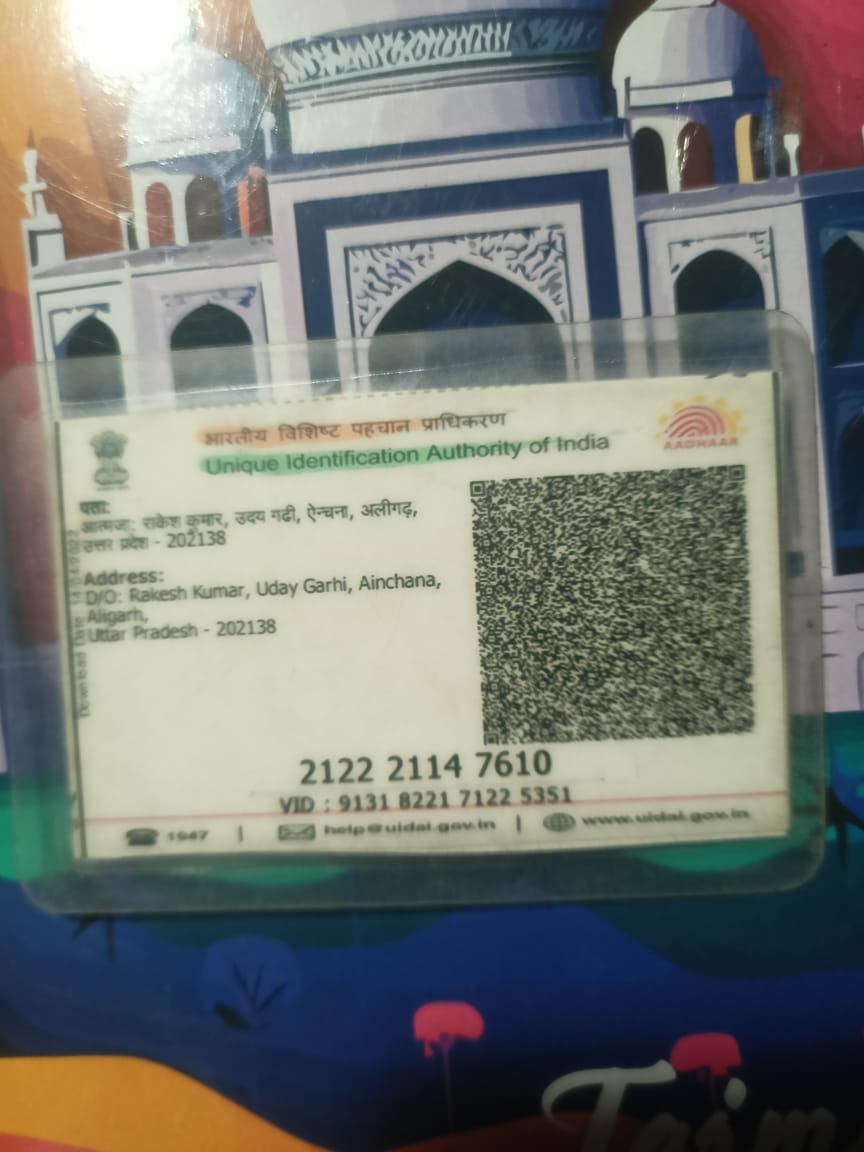 भारतीय विशिष्ट पहचान प्राधिकरण
Unique Identification Authority of India
AADHAAR
पता:
आत्मजा: राकेश कुमार, उदय गढी, ऐन्चना, अलीगढ़,
उत्तर प्रदेश - 202138
Address:
D/O: Rakesh Kumar, Uday Garhi, Ainchana,
Aligarh,
Uttar Pradesh - 202138
Download Date:
2122 2114 7610
VID : 9131 8221 7122 5351
1947 | help@uidai.gov.in | www.uidai.gov.in